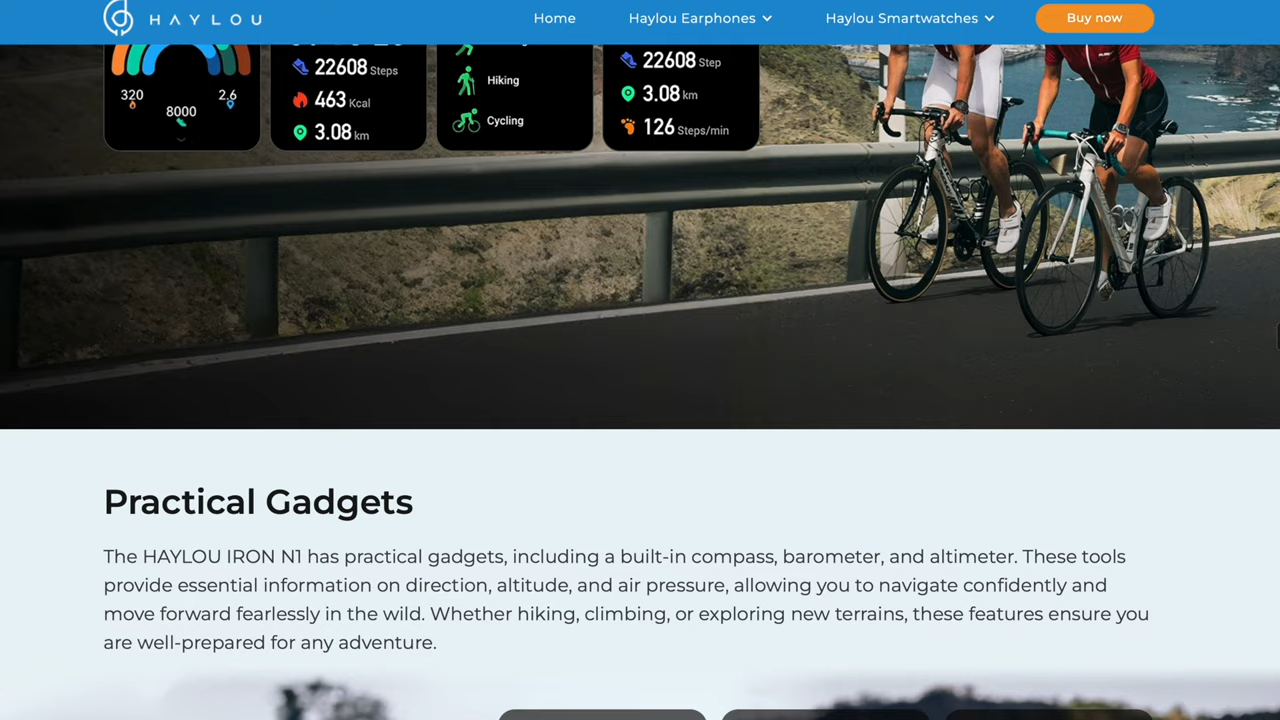 HAYLOU
Home
Haylou Earphones
Haylou Smartwatches
Buy now
320
8000
2.6
22608 Steps
463 Kcal
3.08 km
Hiking
Cycling
22608 Step
3.08 km
126 Steps/min
Practical Gadgets
The HAYLOU IRON N1 has practical gadgets, including a built-in compass, barometer, and altimeter. These tools
provide essential information on direction, altitude, and air pressure, allowing you to navigate confidently and
move forward fearlessly in the wild. Whether hiking, climbing, or exploring new terrains, these features ensure you
are well-prepared for any adventure.